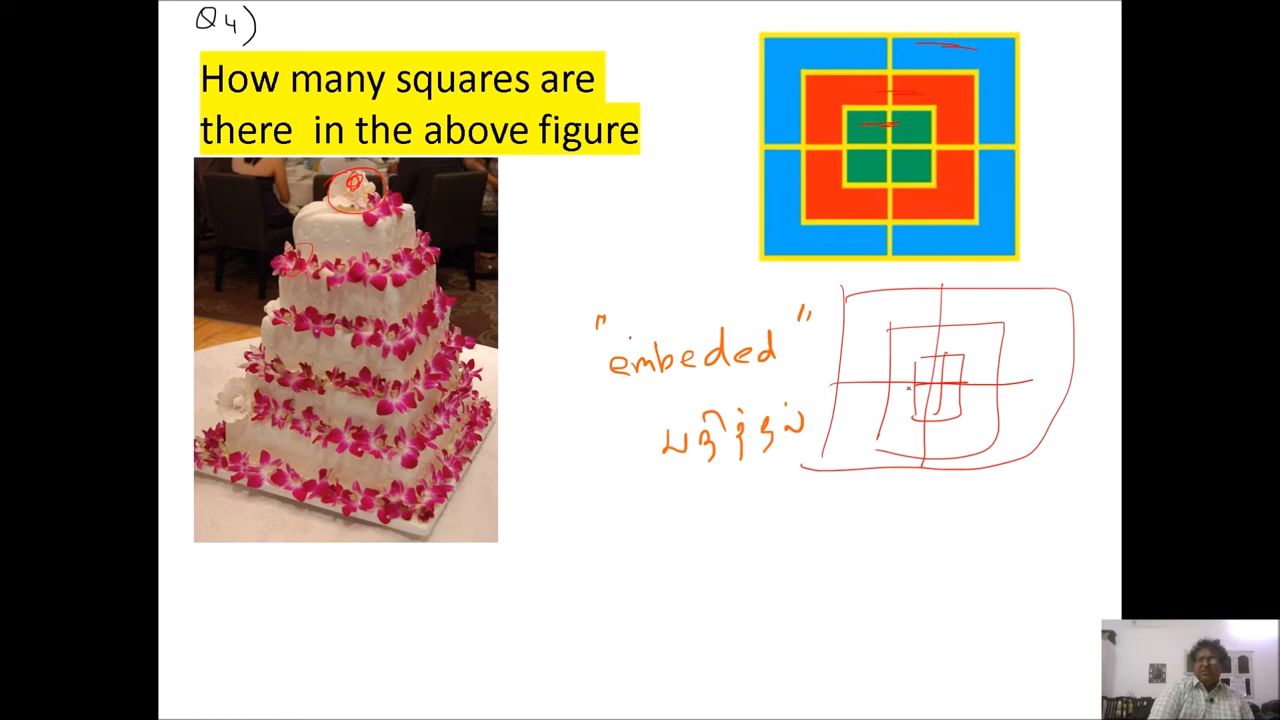 Q4)
How many squares are
there in the above figure
"embeded"